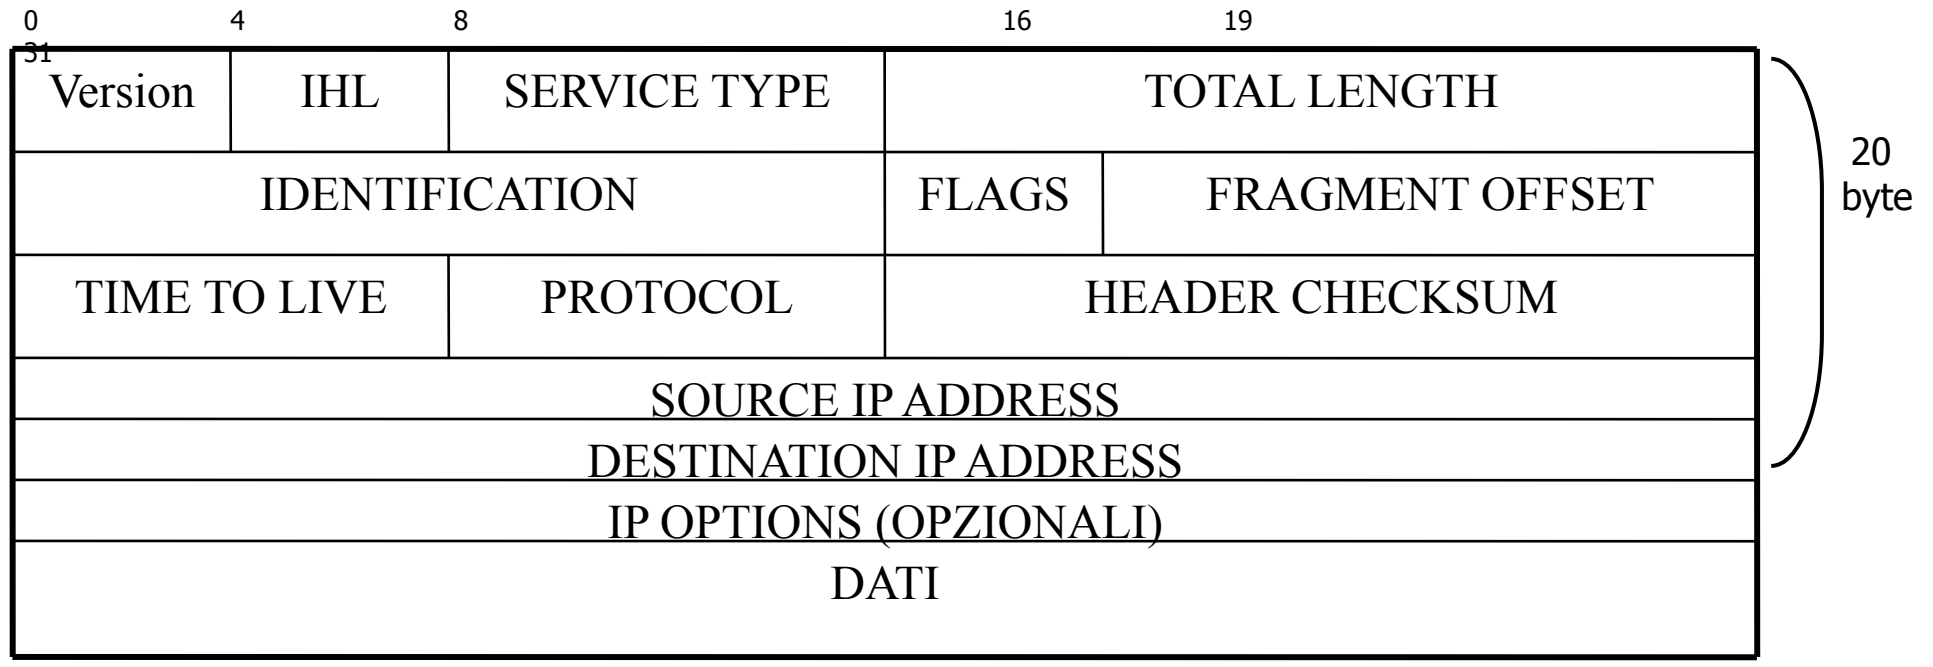 0 4 8 16 19
31
Version IHL SERVICE TYPE TOTAL LENGTH
IDENTIFICATION FLAGS FRAGMENT OFFSET
TIME TO LIVE PROTOCOL HEADER CHECKSUM
SOURCE IP ADDRESS
DESTINATION IP ADDRESS
IP OPTIONS (OPZIONALI)
DATI
20
byte